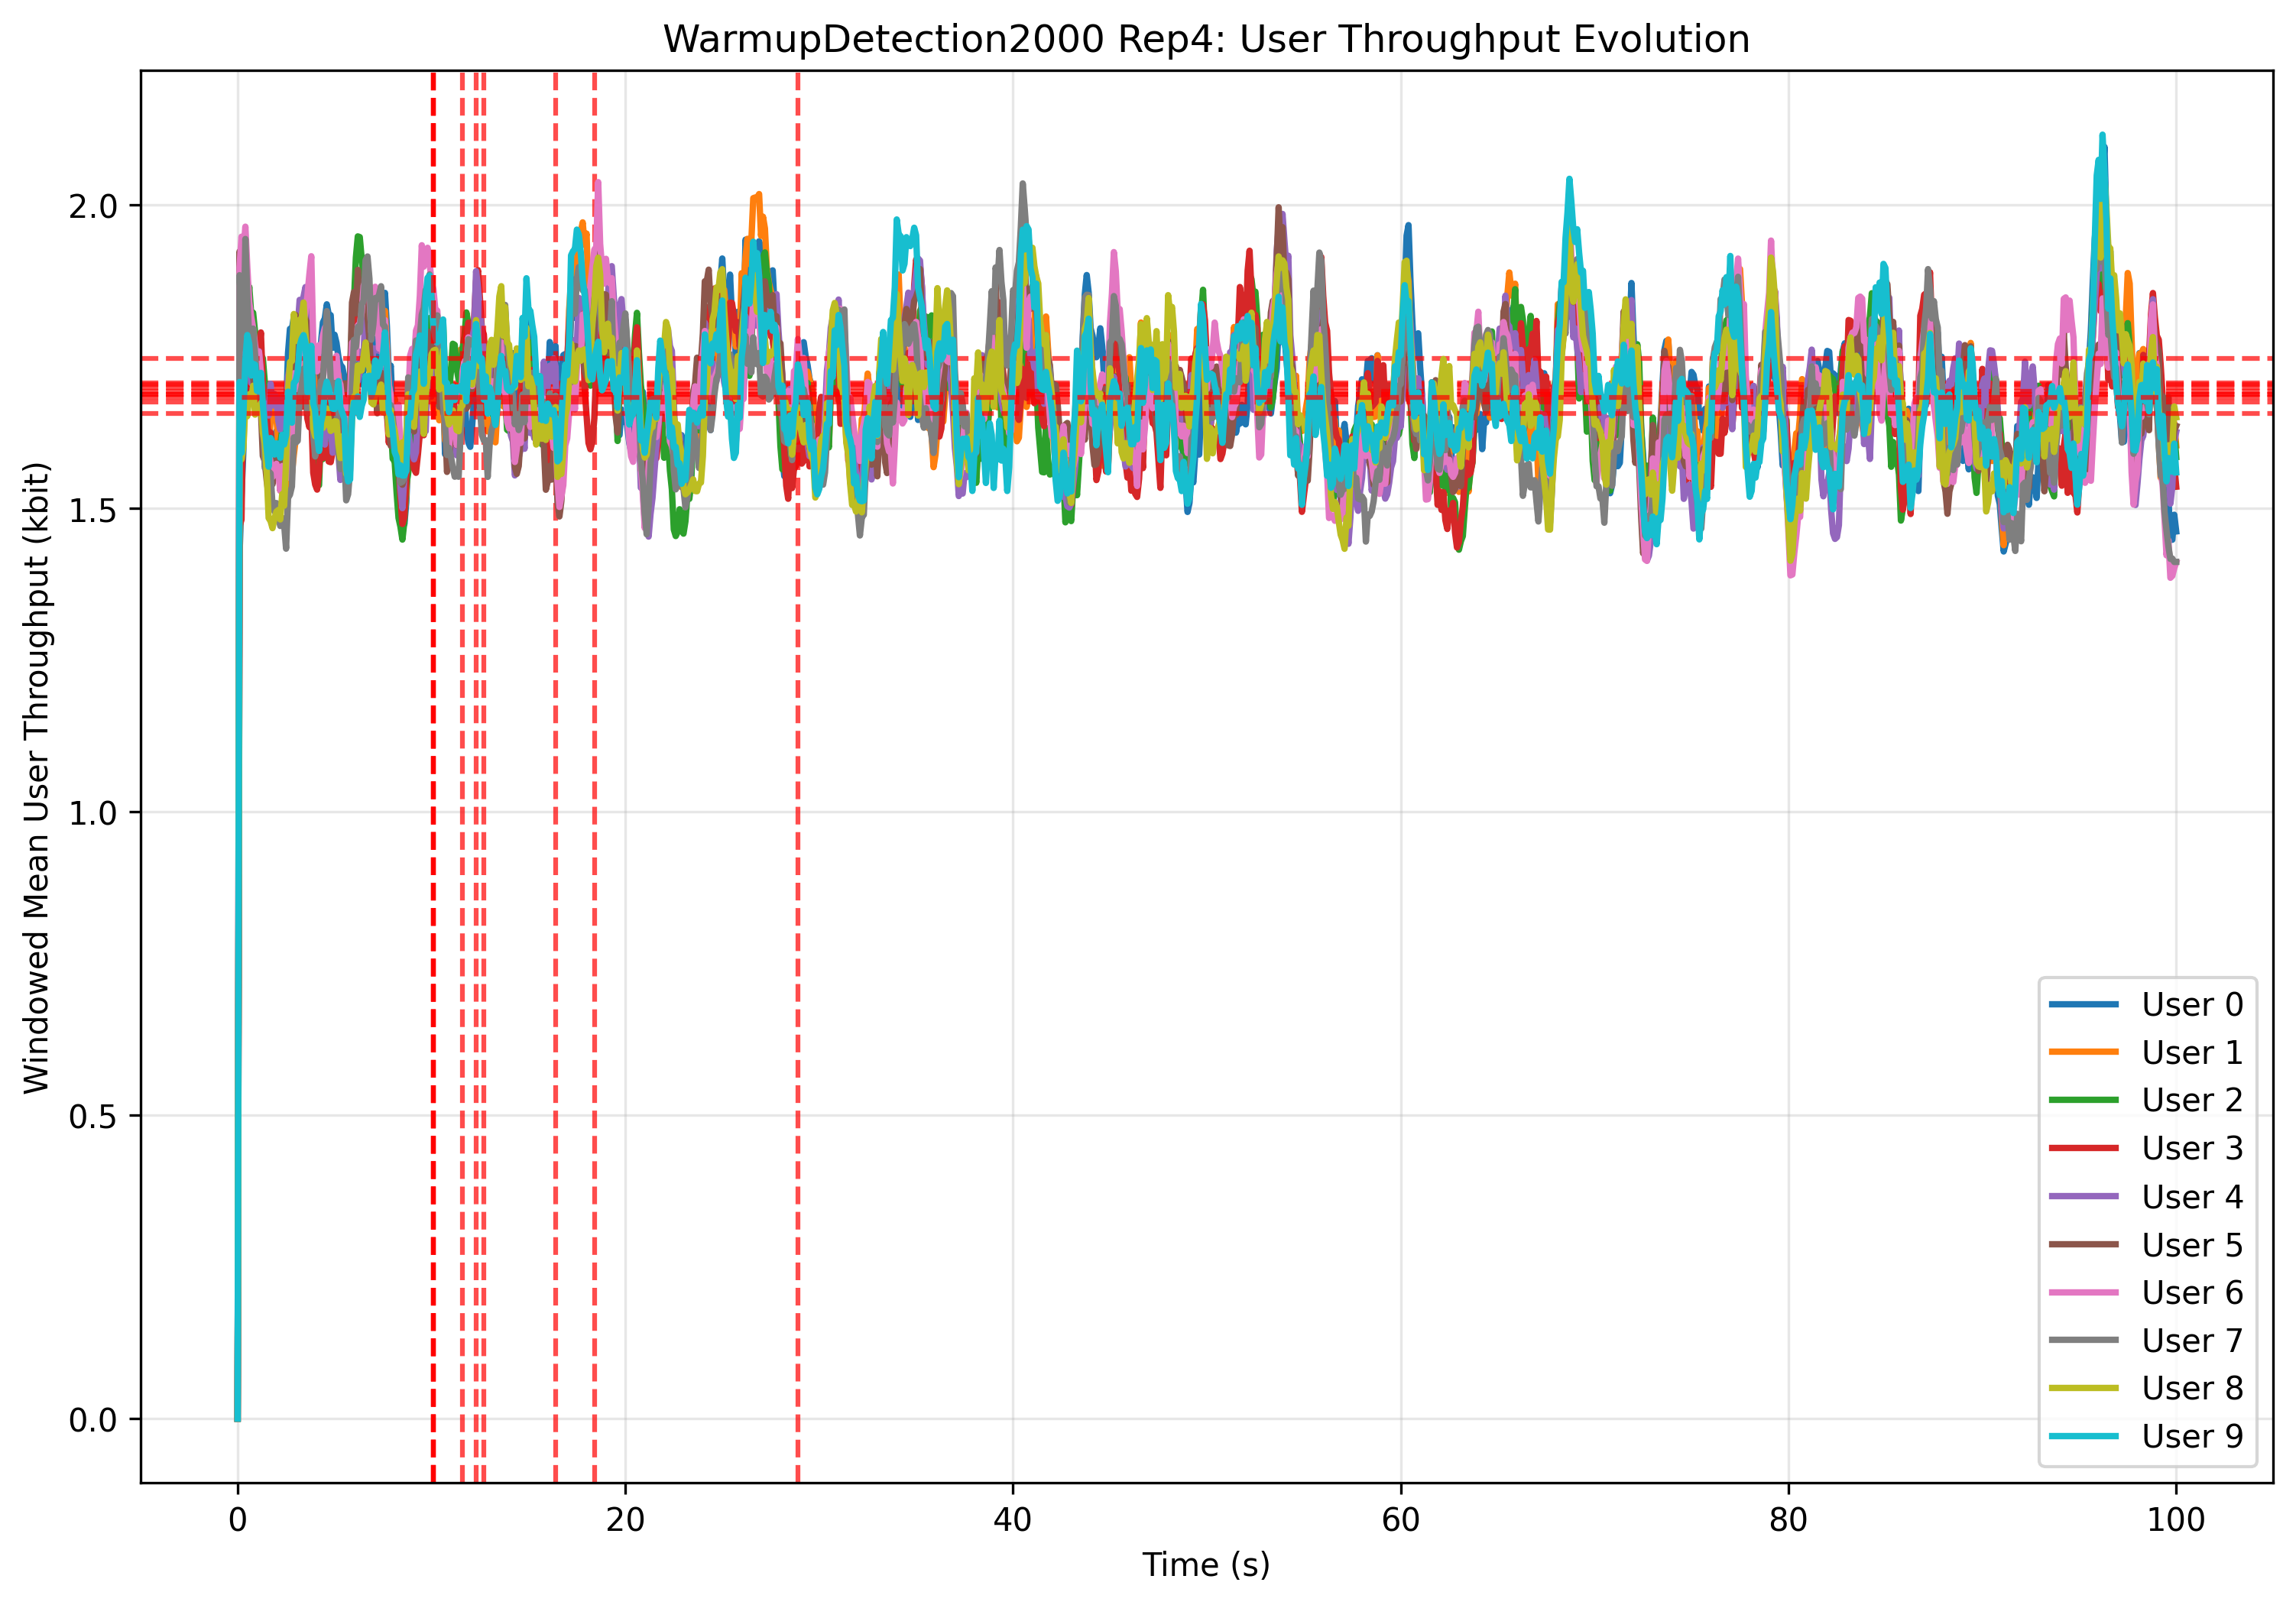 WarmupDetection2000 Rep4: User Throughput Evolution
Windowed Mean User Throughput (kbit)
2.0
1.5
1.0
0.5
0.0
0
20
40
60
80
100
Time (s)
User 0
User 1
User 2
User 3
User 4
User 5
User 6
User 7
User 8
User 9